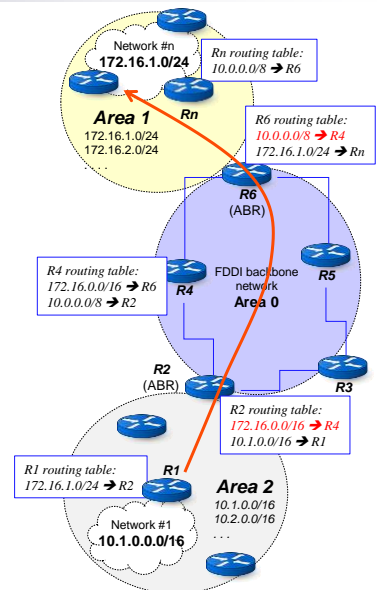 Network #n
172.16.1.0/24
Rn routing table:
10.0.0.0/8 ➔ R6
Rn
Area 1
172.16.1.0/24
172.16.2.0/24
. . . .
R6 routing table:
10.0.0.0/8 ➔ R4
172.16.1.0/24 ➔ Rn
R6
(ABR)
R4 routing table:
172.16.0.0/16 ➔ R6
10.0.0.0/8 ➔ R2
R4
FDDI backbone
network
Area 0
R5
R2
(ABR)
R3
R2 routing table:
172.16.0.0/16 ➔ R4
10.1.0.0/16 ➔ R1
R1 routing table:
172.16.1.0/24 ➔ R2
R1
Area 2
10.1.0.0/16
10.2.0.0/16
. . .
Network #1
10.1.0.0.0/16